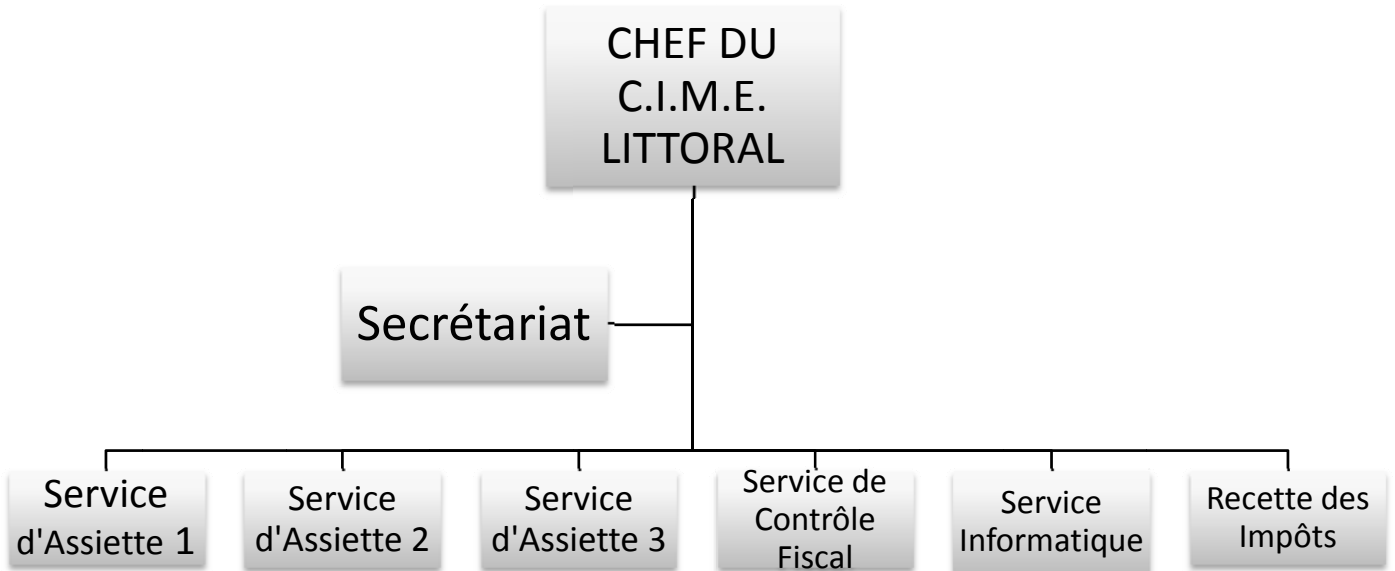 CHEF DU
C.I.M.E.
LITTORAL
Secrétariat
Service
d'Assiette 1
Service
d'Assiette 2
Service
d'Assiette 3
Service de
Contrôle
Fiscal
Service
Informatique
Recette des
Impôts